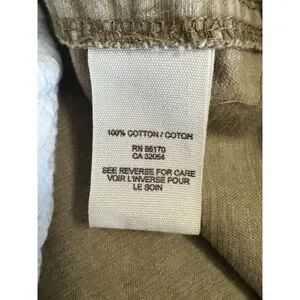 100% COTTON / COTON
RN 86170
CA 32054
SEE REVERSE FOR CARE
VOIR L'INVERSE POUR
LE SOIN